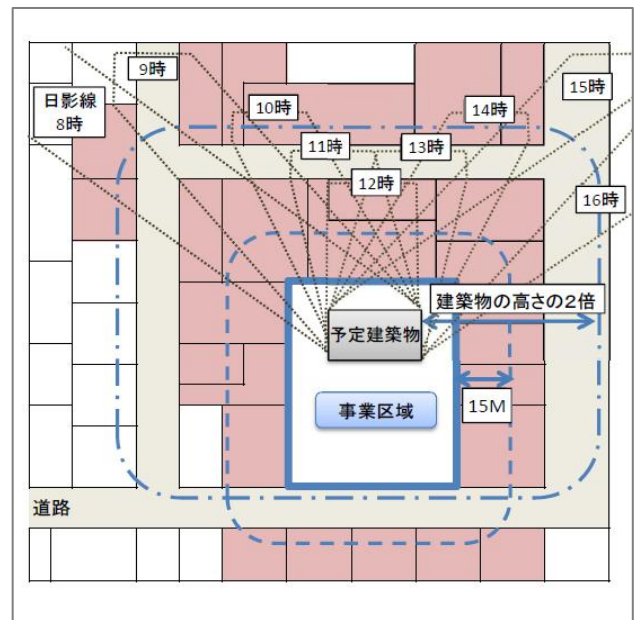 9時
日影線
8時
10時
11時
12時
13時
14時
15時
16時
建築物の高さの2倍
予定建築物
15M
事業区域
道路